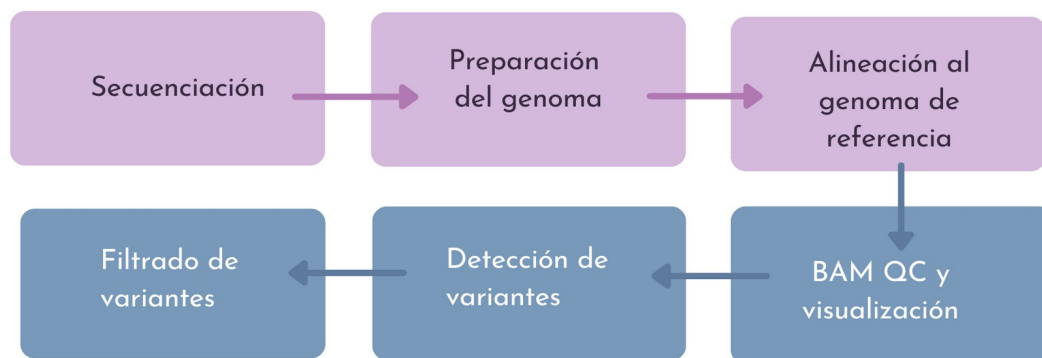 Secuenciación
Preparación
del genoma
Alineación al
genoma de
referencia
BAM QC y
visualización
Detección de
variantes
Filtrado de
variantes